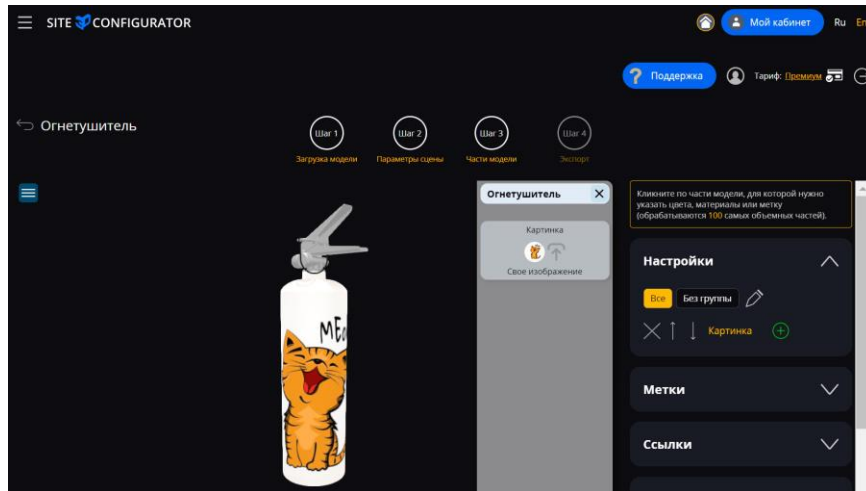 SITE 3D CONFIGURATOR
Мой кабинет
Ru
En
? Поддержка
Тариф: Премиум
Огнетушитель
Шаг 1
Шаг 2
Шаг 3
Шаг 4
Загрузка модели
Параметры сцены
Части модели
Экспорт
Огнетушитель
Картинка
Свое изображение
Кликните по части модели, для которой нужно
указать цвета, материалы или метку
(обрабатываются 100 самых объемных частей).
Настройки
Все
Без группы
Картинка
Метки
Ссылки